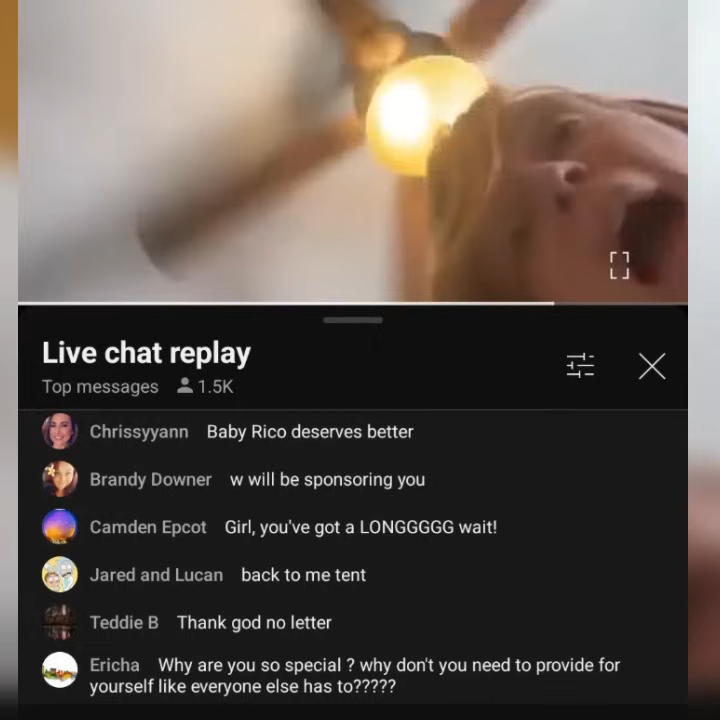 Live chat replay
Top messages 1.5K
Chrissyyann Baby Rico deserves better
Brandy Downer w will be sponsoring you
Camden Epcot Girl, you've got a LONGGGGG wait!
Jared and Lucan back to me tent
Teddie B Thank god no letter
Ericha Why are you so special ? why don't you need to provide for
yourself like everyone else has to?????